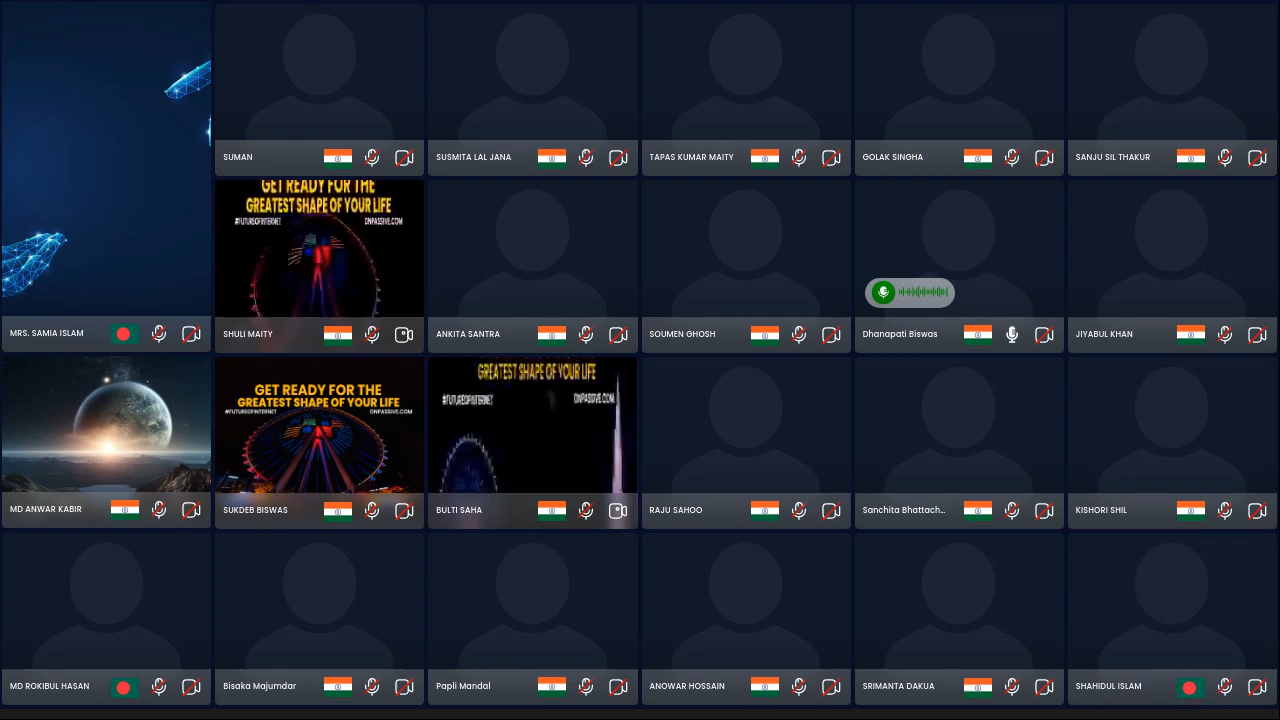 SUMAN
SUSMITA LAL JANA
TAPAS KUMAR MAITY
GOLAK SINGHA
SANJU SIL THAKUR
GET READY FOR THE
GREATEST SHAPE OF YOUR LIFE
#FUTUREOFINTERNET
ONPASSIVE.COM
MRS. SAMIA ISLAM
SHULI MAITY
ANKITA SANTRA
SOUMEN GHOSH
Dhanapati Biswas
JIYABUL KHAN
GET READY FOR THE
GREATEST SHAPE OF YOUR LIFE
#FUTUREOFINTERNET
ONPASSIVE.COM
GREATEST SHAPE OF YOUR LIFE
#FUTUREOFINTERNET
ONPASSIVE.COM
MD ANWAR KABIR
SUKDEB BISWAS
BULTI SAHA
RAJU SAHOO
Sanchita Bhattach...
KISHORI SHIL
MD ROKIBUL HASAN
Bisaka Majumdar
Papli Mandal
ANOWAR HOSSAIN
SRIMANTA DAKUA
SHAHIDUL ISLAM